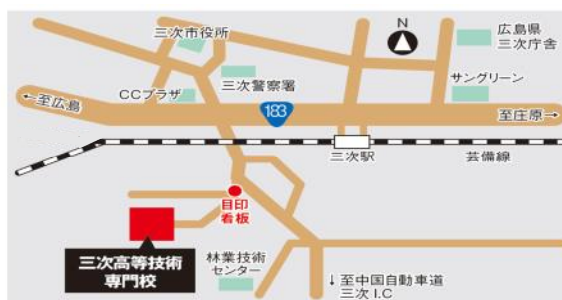 三次市役所
N
広島県
三次庁舎
三次警察署
サングリーン
CCプラザ
←至広島
183
至庄原→
三次駅
芸備線
目印
看板
三次高等技術
専門校
林業技術
センター
↓至中国自動車道
三次I.C